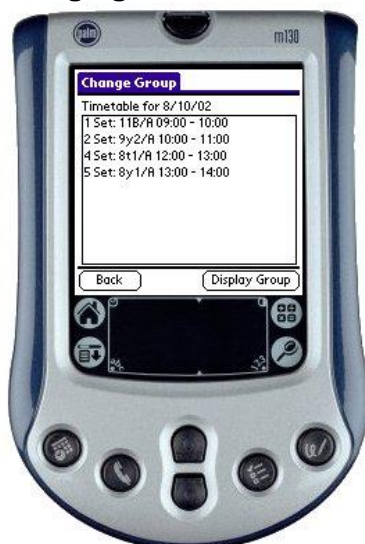 palm
m130
Change Group
Timetable for 8/10/02
1 Set: 11B/A 09:00 - 10:00
2 Set: 9y2/A 10:00 - 11:00
4 Set: 8t1/A 12:00 - 13:00
5 Set: 8y1/A 13:00 - 14:00
Back
Display Group